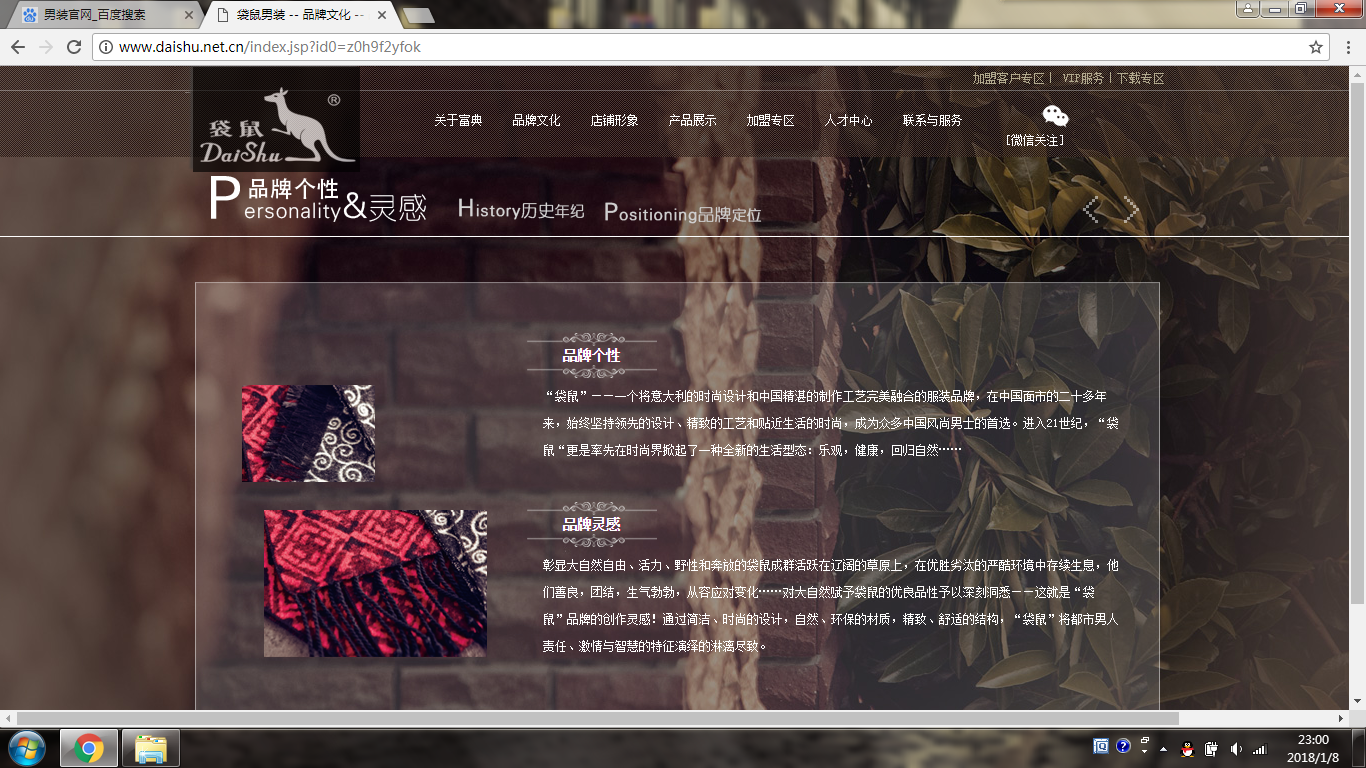 男装官网_百度搜索
袋鼠男装 -- 品牌文化 --
www.daishu.net.cn/index.jsp?id0=z0h9f2yfok
加盟客户专区 | VIP服务 | 下载专区
袋鼠®
DaiShu
关于富典 品牌文化 店铺形象 产品展示 加盟专区 人才中心 联系与服务
[微信关注]
品牌个性
Personality&灵感 History历史年纪 Positioning品牌定位
品牌个性
“袋鼠”——一个将意大利的时尚设计和中国精湛的制作工艺完美融合的服装品牌，在中国面市的二十多年
来，始终坚持领先的设计、精致的工艺和贴近生活的时尚，成为众多中国风尚男士的首选。进入21世纪，“袋
鼠“更是率先在时尚界掀起了一种全新的生活型态：乐观，健康，回归自然……
品牌灵感
彰显大自然自由、活力、野性和奔放的袋鼠成群活跃在辽阔的草原上，在优胜劣汰的严酷环境中存续生息，他
们善良，团结，生气勃勃，从容应对变化……对大自然赋予袋鼠的优良品性予以深刻洞悉——这就是“袋
鼠”品牌的创作灵感！通过简洁、时尚的设计，自然、环保的材质，精致、舒适的结构，“袋鼠”将都市男人
责任、激情与智慧的特征演绎的淋漓尽致。
23:00
2018/1/8